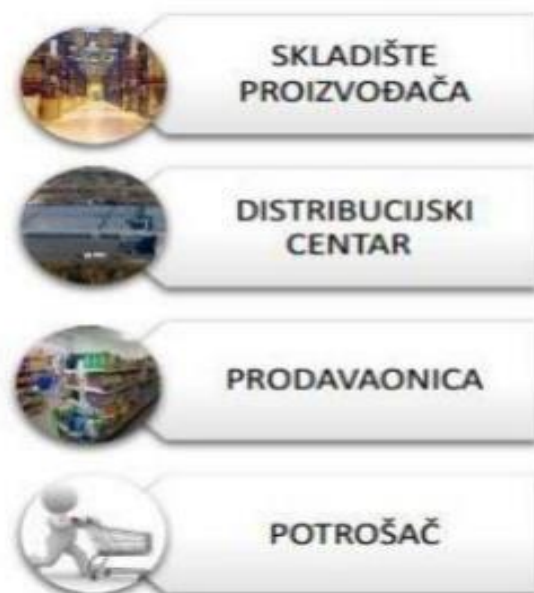 SKLADIŠTE
PROIZVOĐAČA
DISTRIBUCIJSKI
CENTAR
PRODAVAONICA
POTROŠAČ